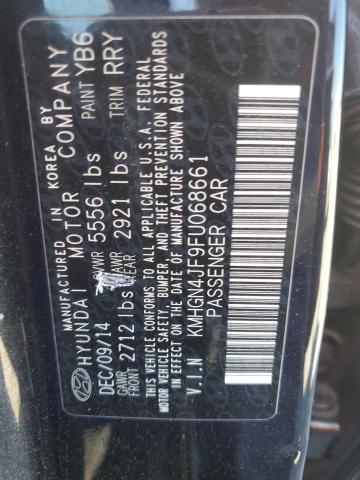 MANUFACTURED IN KOREA BY
HYUNDAI MOTOR COMPANY
DEC/09/14 GVWR 5556 lbs PAINT YB6
GAWR FRONT 2712 lbs GAWR REAR 2921 lbs TRIM RRY
THIS VEHICLE CONFORMS TO ALL APPLICABLE U.S.A. FEDERAL
MOTOR VEHICLE SAFETY, BUMPER, AND THEFT PREVENTION STANDARDS
IN EFFECT ON THE DATE OF MANUFACTURE SHOWN ABOVE
V.I.N KMHGN4JF9FU068661
PASSENGER CAR